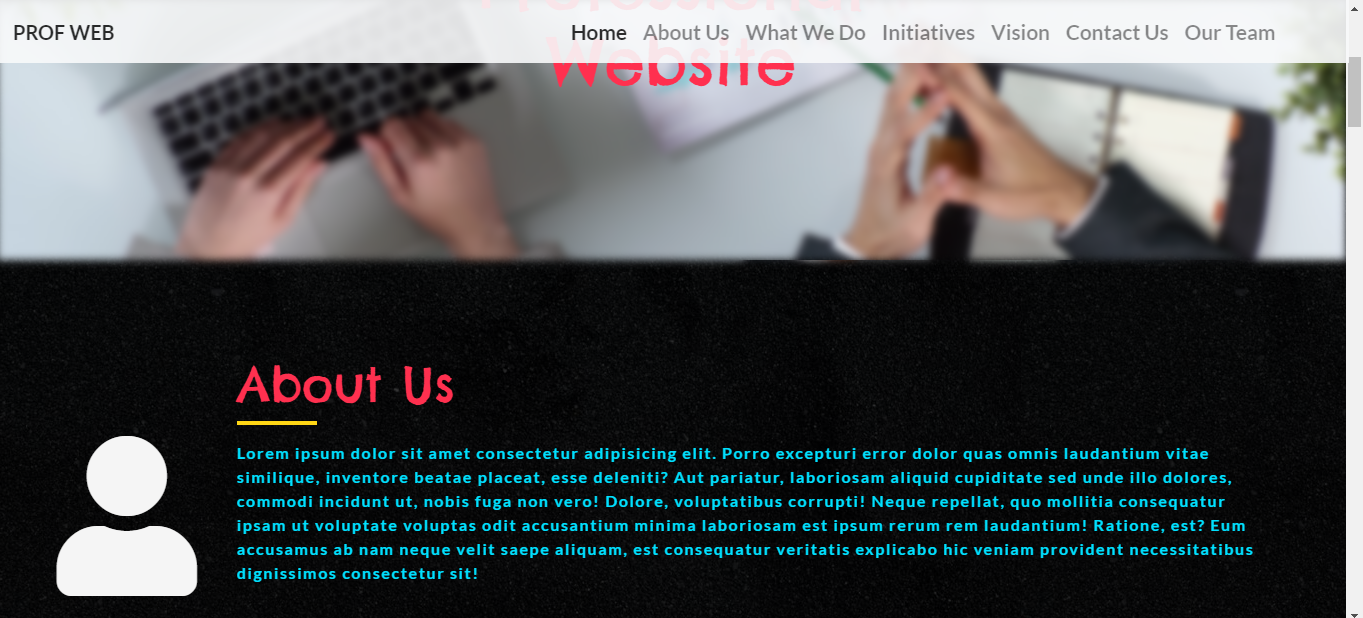 PROF WEB Home About Us What We Do Initiatives Vision Contact Us Our Team
Professional
Website
About Us
Lorem ipsum dolor sit amet consectetur adipisicing elit. Porro excepturi error dolor quas omnis laudantium vitae
similique, inventore beatae placeat, esse deleniti? Aut pariatur, laboriosam aliquid cupiditate sed unde illo dolores,
commodi incidunt ut, nobis fuga non vero! Dolore, voluptatibus corrupti! Neque repellat, quo mollitia consequatur
ipsam ut voluptate voluptas odit accusantium minima laboriosam est ipsum rerum rem laudantium! Ratione, est? Eum
accusamus ab nam neque velit saepe aliquam, est consequatur veritatis explicabo hic veniam provident necessitatibus
dignissimos consectetur sit!